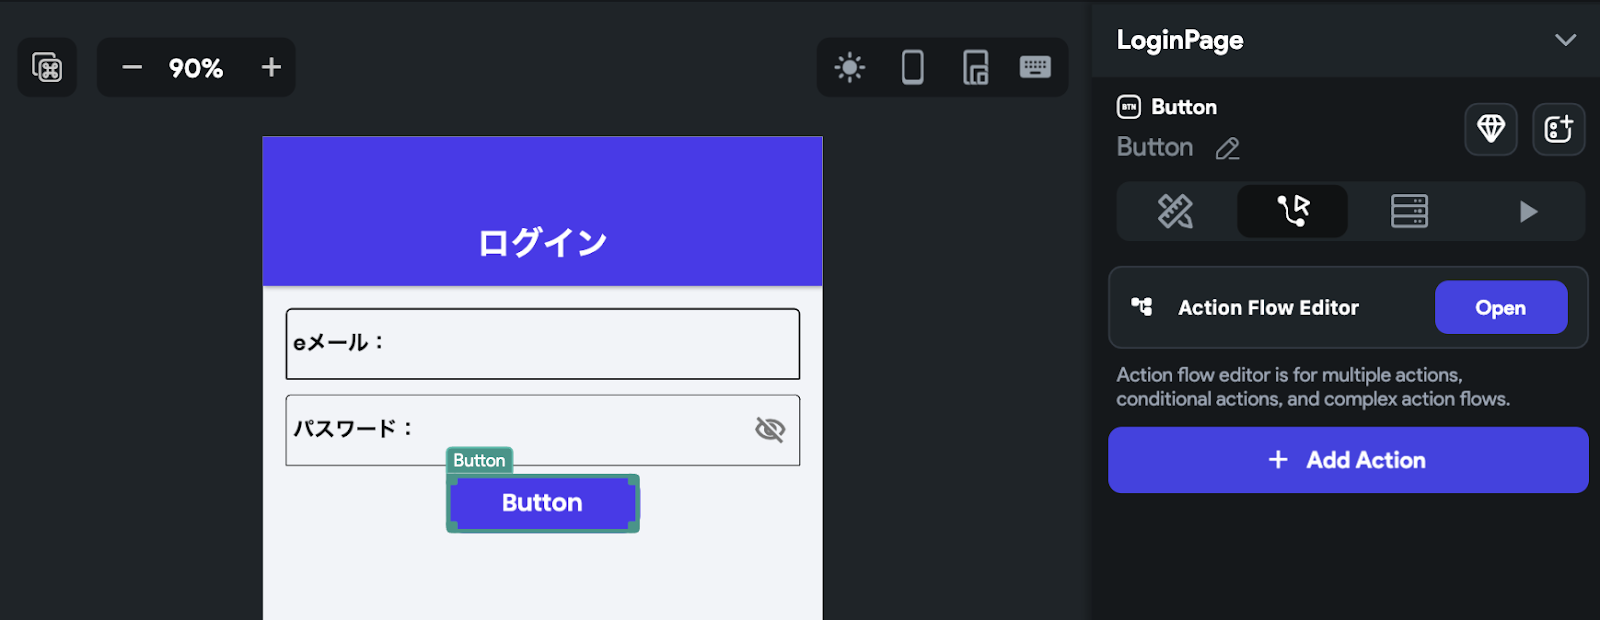 90%
LoginPage
BTN Button
Button
Action Flow Editor
Open
Action flow editor is for multiple actions,
conditional actions, and complex action flows.
+ Add Action
ログイン
eメール：
パスワード：
Button
Button